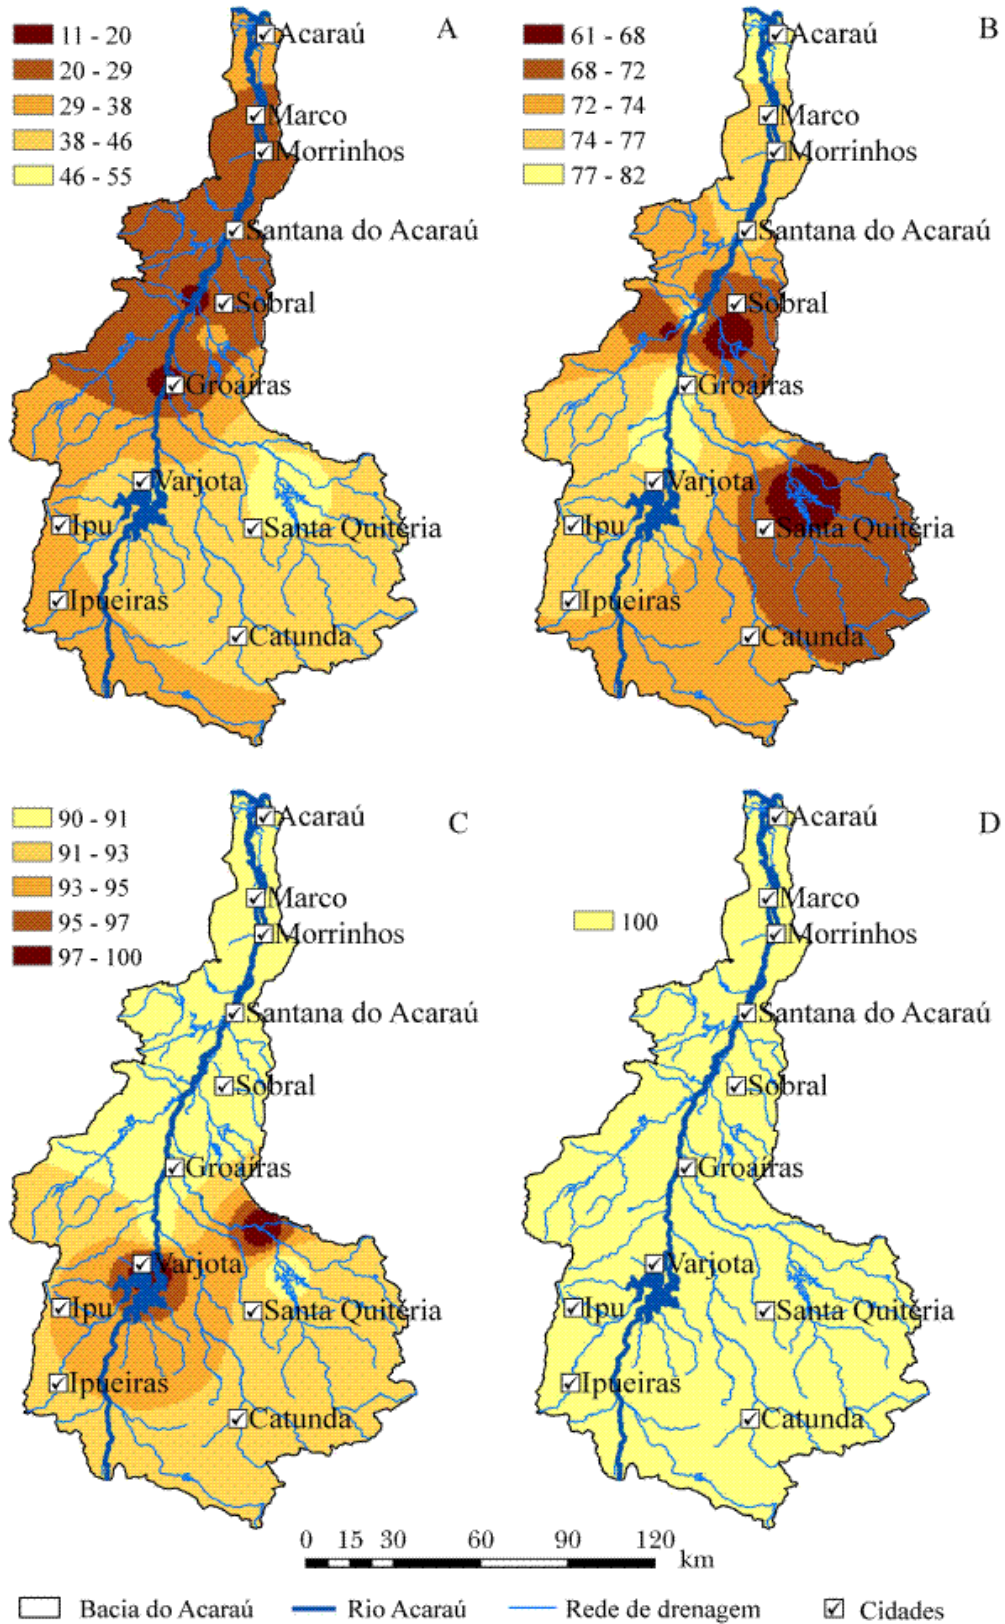 A
11 - 20
20 - 29
29 - 38
38 - 46
46 - 55
Acaraú
Marco
Morrinhos
Santana do Acaraú
Sobral
Groaíras
Varjota
Ipu
Santa Quitéria
Ipueiras
Catunda
B
61 - 68
68 - 72
72 - 74
74 - 77
77 - 82
Acaraú
Marco
Morrinhos
Santana do Acaraú
Sobral
Groaíras
Varjota
Ipu
Santa Quitéria
Ipueiras
Catunda
C
90 - 91
91 - 93
93 - 95
95 - 97
97 - 100
Acaraú
Marco
Morrinhos
Santana do Acaraú
Sobral
Groaíras
Varjota
Ipu
Santa Quitéria
Ipueiras
Catunda
D
100
Acaraú
Marco
Morrinhos
Santana do Acaraú
Sobral
Groaíras
Varjota
Ipu
Santa Quitéria
Ipueiras
Catunda
0 15 30 60 90 120
km
Bacia do Acaraú Rio Acaraú Rede de drenagem Cidades